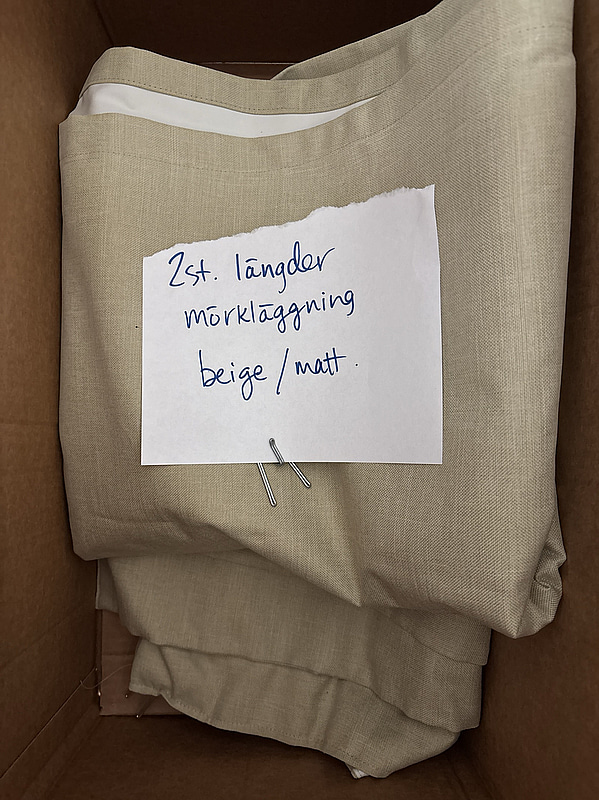 2st. längder
mörkläggning
beige / matt.